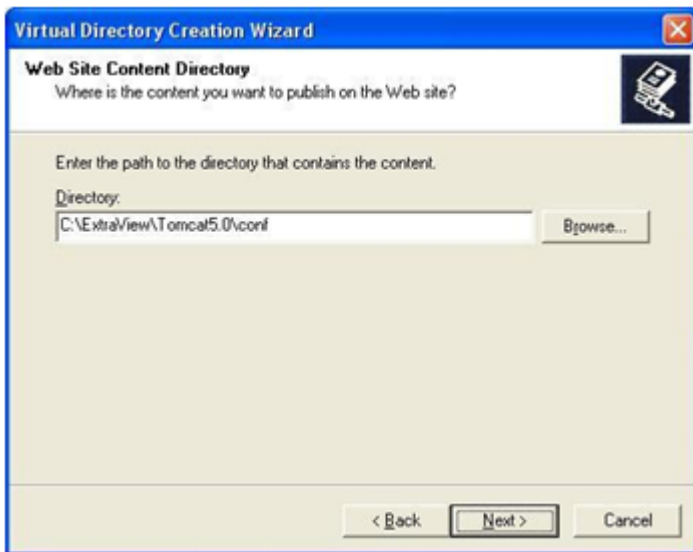 Virtual Directory Creation Wizard
Web Site Content Directory
Where is the content you want to publish on the Web site?
Enter the path to the directory that contains the content.
Directory:
C:\ExtraView\Tomcat5.0\conf
Browse...
< Back
Next >
Cancel